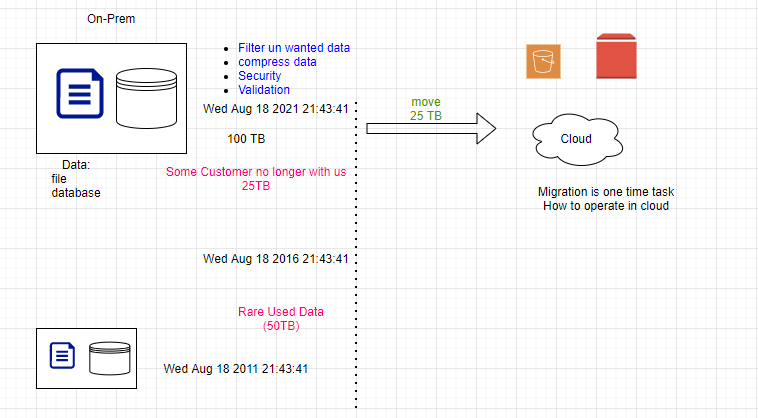 On-Prem
Filter un wanted data
compress data
Security
Validation
Wed Aug 18 2021 21:43:41
move
25 TB
100 TB
Cloud
Data:
file
database
Some Customer no longer with us
25TB
Migration is one time task
How to operate in cloud
Wed Aug 18 2016 21:43:41
Rare Used Data
(50TB)
Wed Aug 18 2011 21:43:41